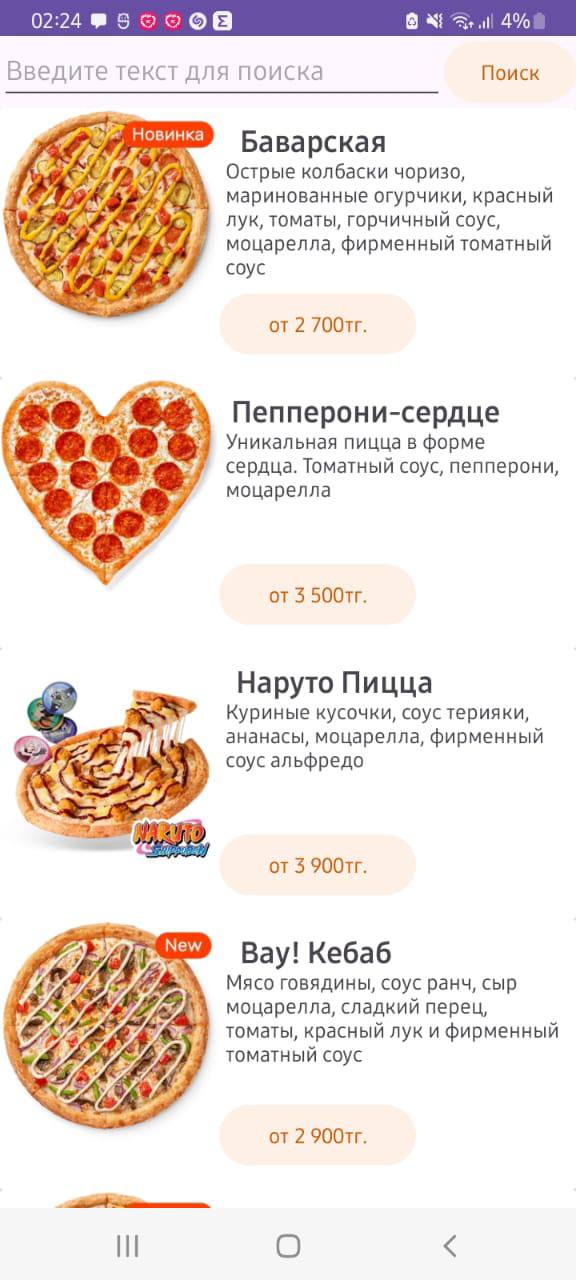 02:24
4%
Введите текст для поиска
Поиск
Новинка
Баварская
Острые колбаски чоризо,
маринованные огурчики, красный
лук, томаты, горчичный соус,
моцарелла, фирменный томатный
соус
от 2 700тг.
Пепперони-сердце
Уникальная пицца в форме
сердца. Томатный соус, пепперони,
моцарелла
от 3 500тг.
Наруто Пицца
Куриные кусочки, соус терияки,
ананасы, моцарелла, фирменный
соус альфредо
NARUTO
SHIPPUDEN
от 3 900тг.
New
Вау! Кебаб
Мясо говядины, соус ранч, сыр
моцарелла, сладкий перец,
томаты, красный лук и фирменный
томатный соус
от 2 900тг.